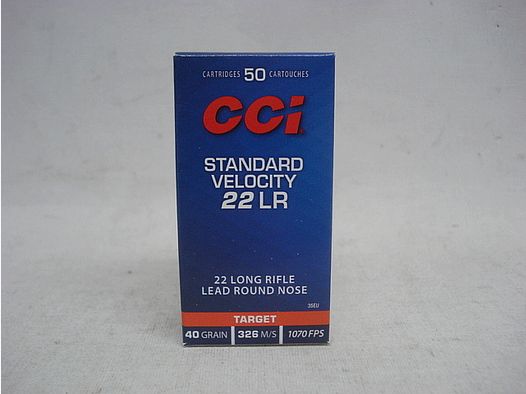 CARTRIDGES 50 CARTOUCHES
CCI
STANDARD
VELOCITY
22 LR
22 LONG RIFLE
LEAD ROUND NOSE
35EU
TARGET
40 GRAIN 326 M/S 1070 FPS